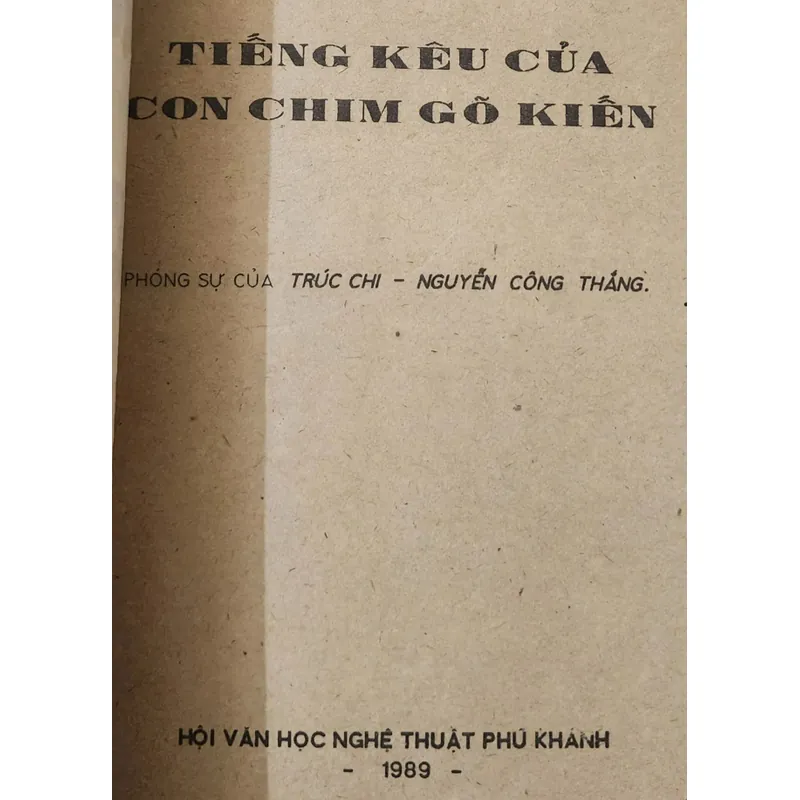 TIẾNG KÊU CỦA
CON CHIM GÕ KIẾN
PHÓNG SỰ CỦA TRÚC CHI - NGUYỄN CÔNG THẮNG.
HỘI VĂN HỌC NGHỆ THUẬT PHÚ KHÁNH
- 1989 -